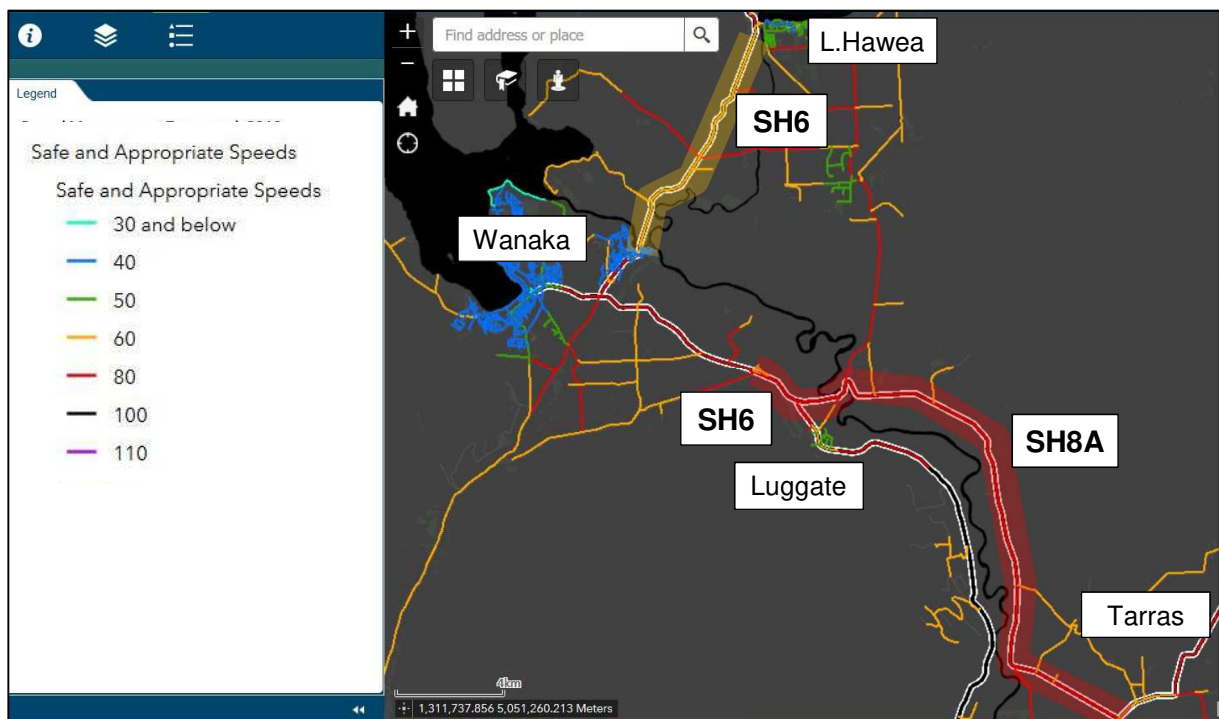 Legend
Safe and Appropriate Speeds
Safe and Appropriate Speeds
30 and below
40
50
60
80
100
110
+
Find address or place
−
L.Hawea
SH6
Wanaka
SH6
SH8A
Luggate
Tarras
4km
1,311,737.856 5,051,260.213 Meters